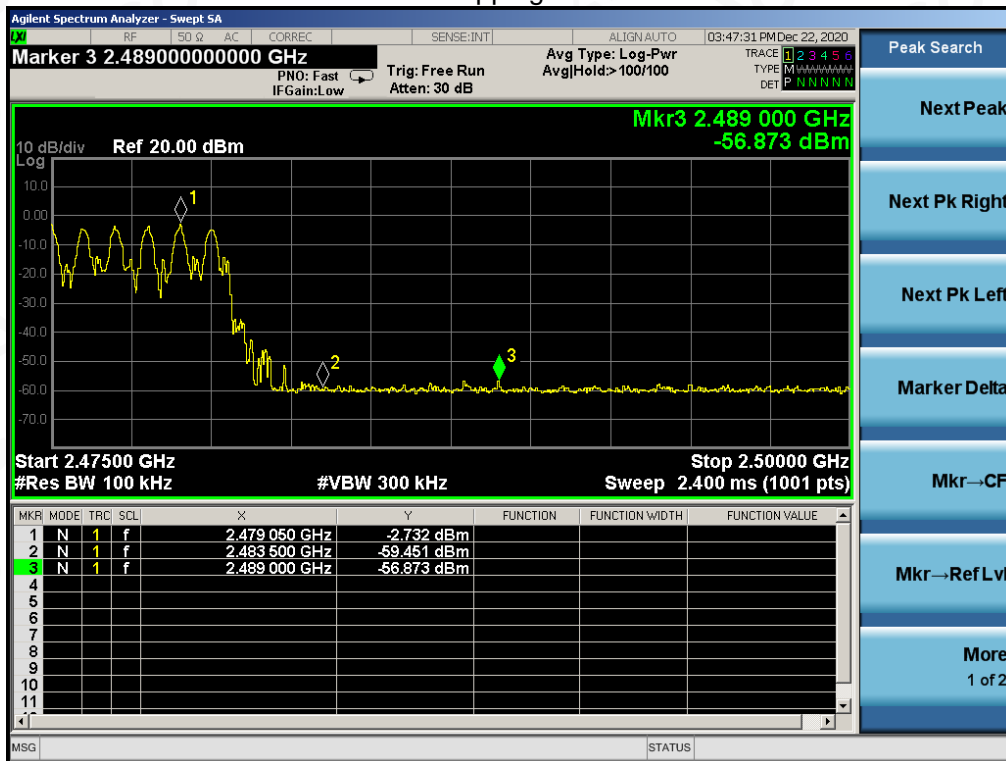 Agilent Spectrum Analyzer - Swept SA
LXI RF 50 Ω AC CORREC SENSE:INT ALIGN AUTO 03:47:31 PM Dec 22, 2020
Marker 3 2.489000000000 GHz
PNO: Fast
IFGain:Low
Trig: Free Run
Atten: 30 dB
Avg Type: Log-Pwr
Avg|Hold:>100/100
TRACE 1 2 3 4 5 6
TYPE M
DET P N N N N N
Mkr3 2.489 000 GHz
-56.873 dBm
10 dB/div Ref 20.00 dBm
Log
10.0
0.00
-10.0
-20.0
-30.0
-40.0
-50.0
-60.0
-70.0
1
2
3
Start 2.47500 GHz Stop 2.50000 GHz
#Res BW 100 kHz #VBW 300 kHz Sweep 2.400 ms (1001 pts)
MKR MODE TRC SCL X Y FUNCTION FUNCTION WIDTH FUNCTION VALUE
1 N 1 f 2.479 050 GHz -2.732 dBm
2 N 1 f 2.483 500 GHz -59.451 dBm
3 N 1 f 2.489 000 GHz -56.873 dBm
4
5
6
7
8
9
10
11
MSG STATUS
Peak Search
Next Peak
Next Pk Right
Next Pk Left
Marker Delta
Mkr→CF
Mkr→Ref Lvl
More
1 of 2